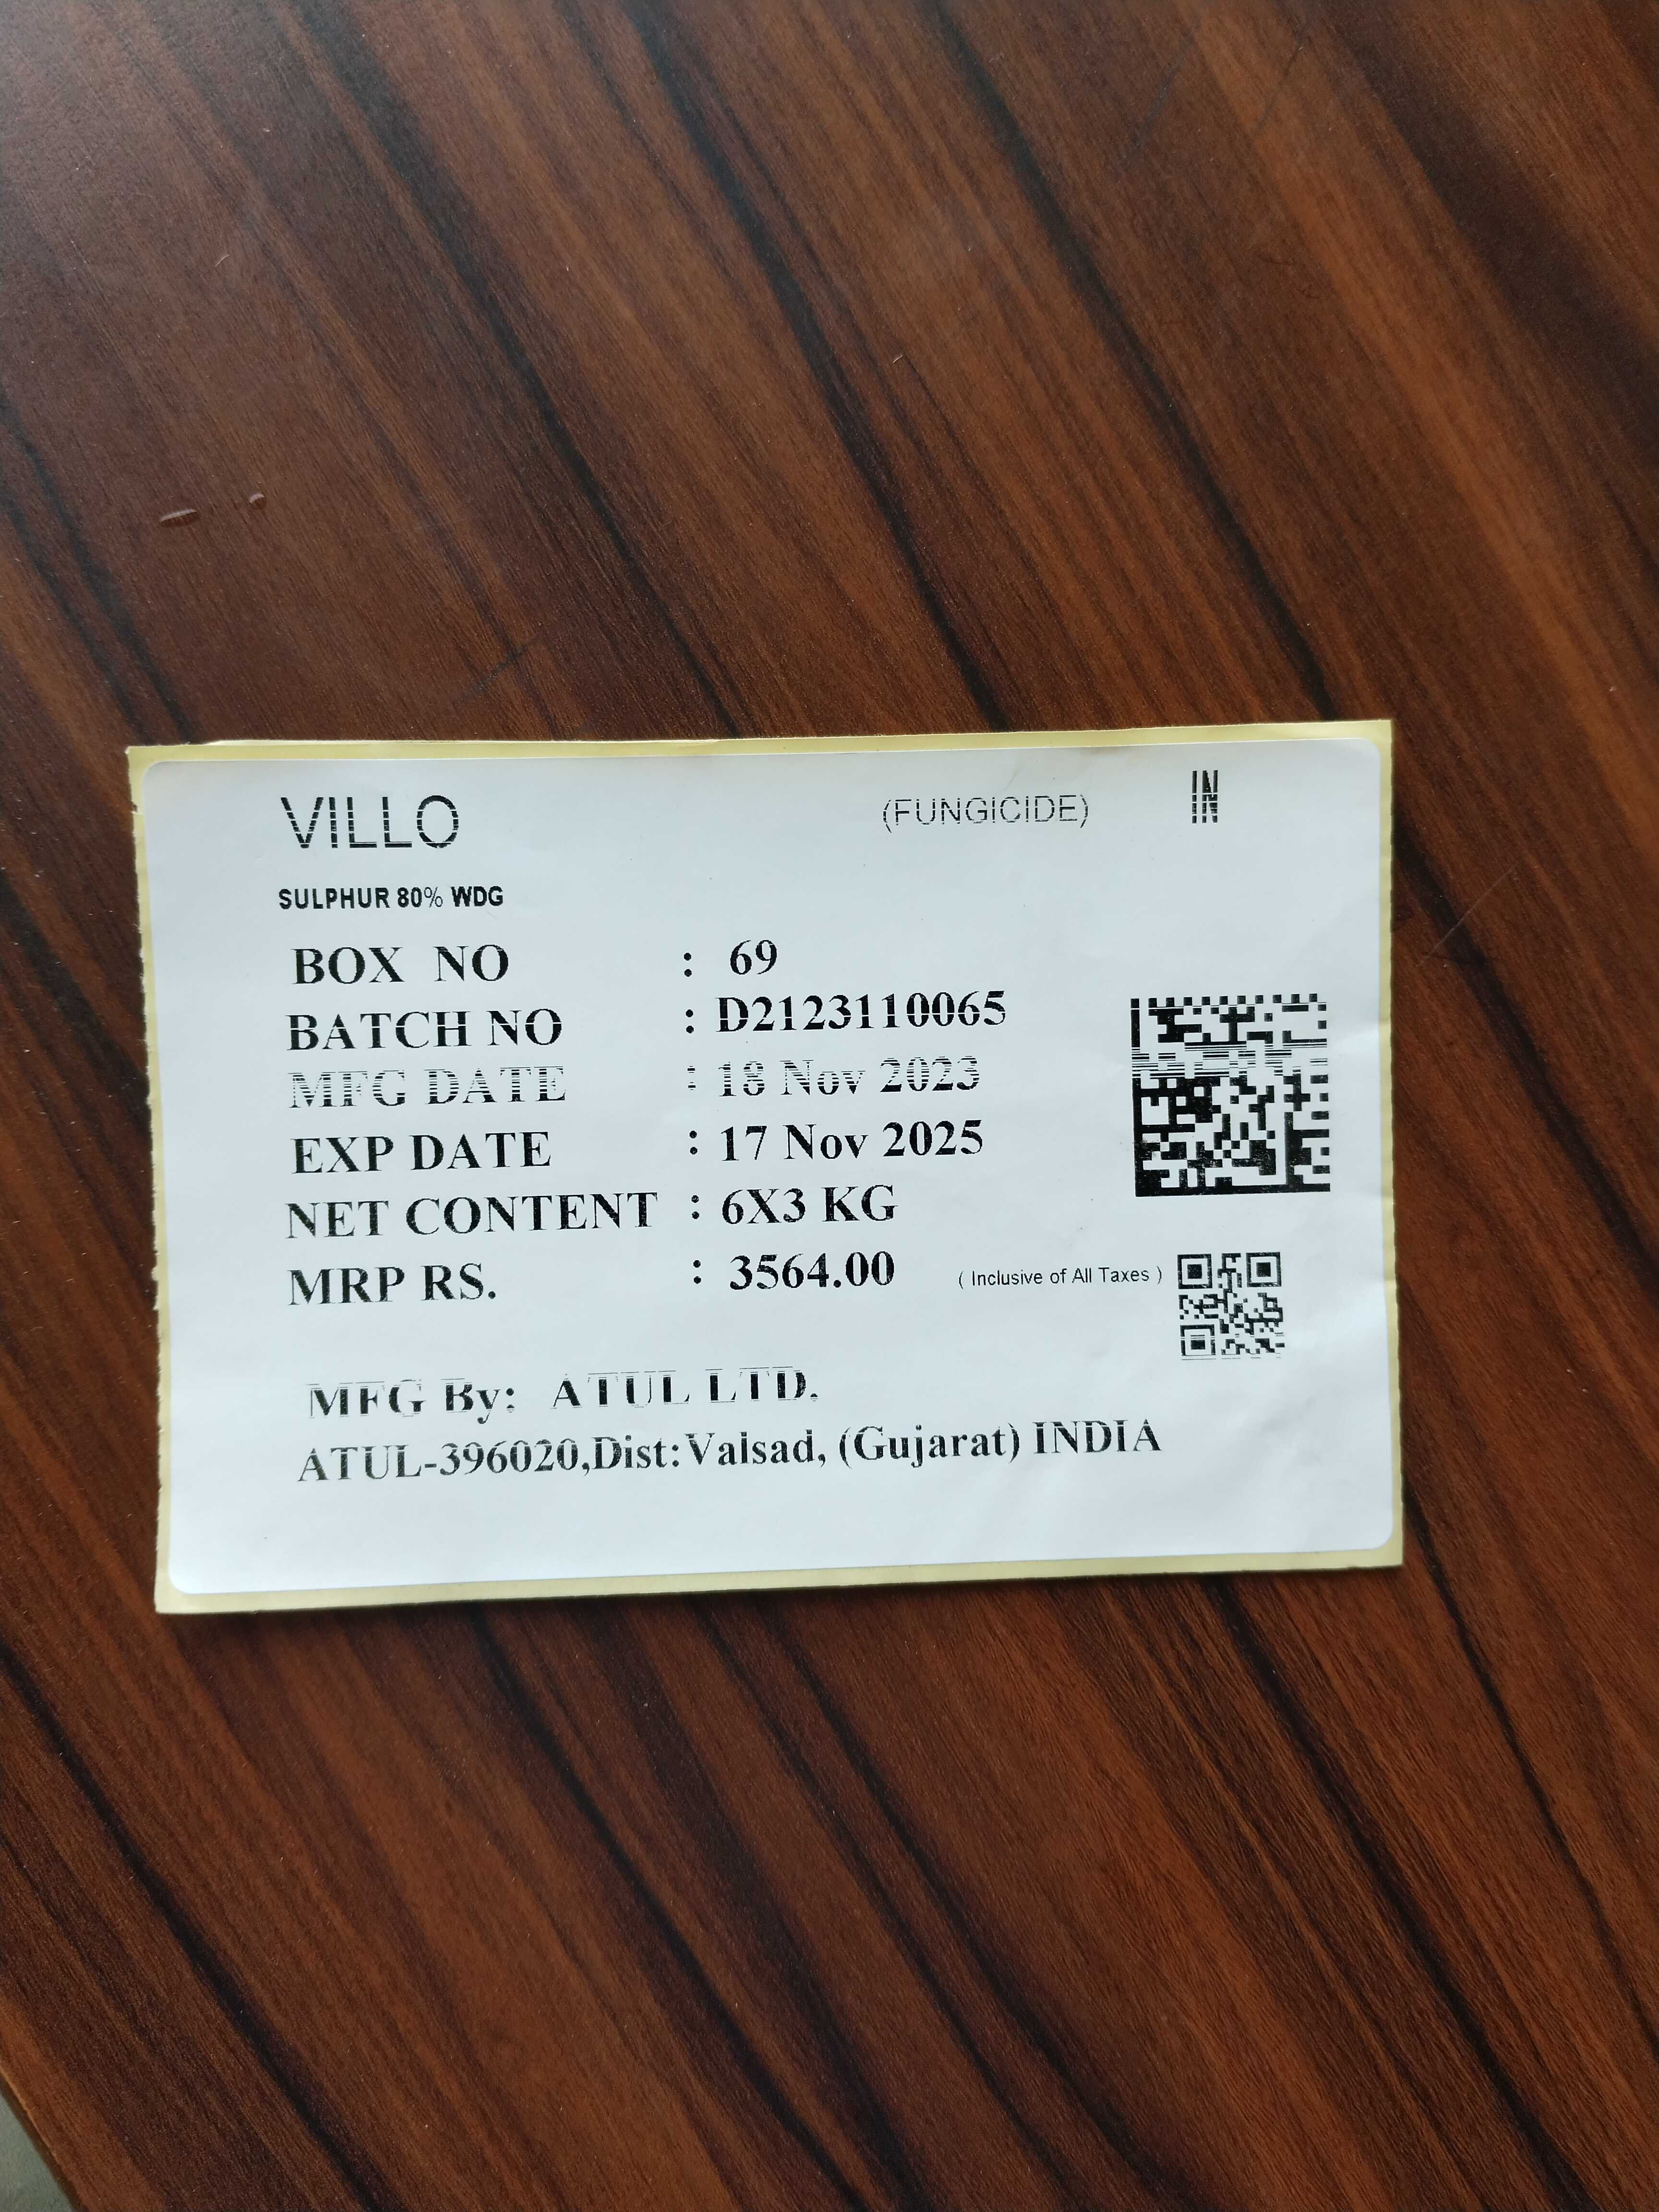 VILLO (FUNGICIDE) IN
SULPHUR 80% WDG
BOX NO : 69
BATCH NO : D2123110065
MFG DATE : 18 Nov 2023
EXP DATE : 17 Nov 2025
NET CONTENT : 6X3 KG
MRP RS. : 3564.00 ( Inclusive of All Taxes )
MFG By: ATUL LTD.
ATUL-396020,Dist:Valsad, (Gujarat) INDIA